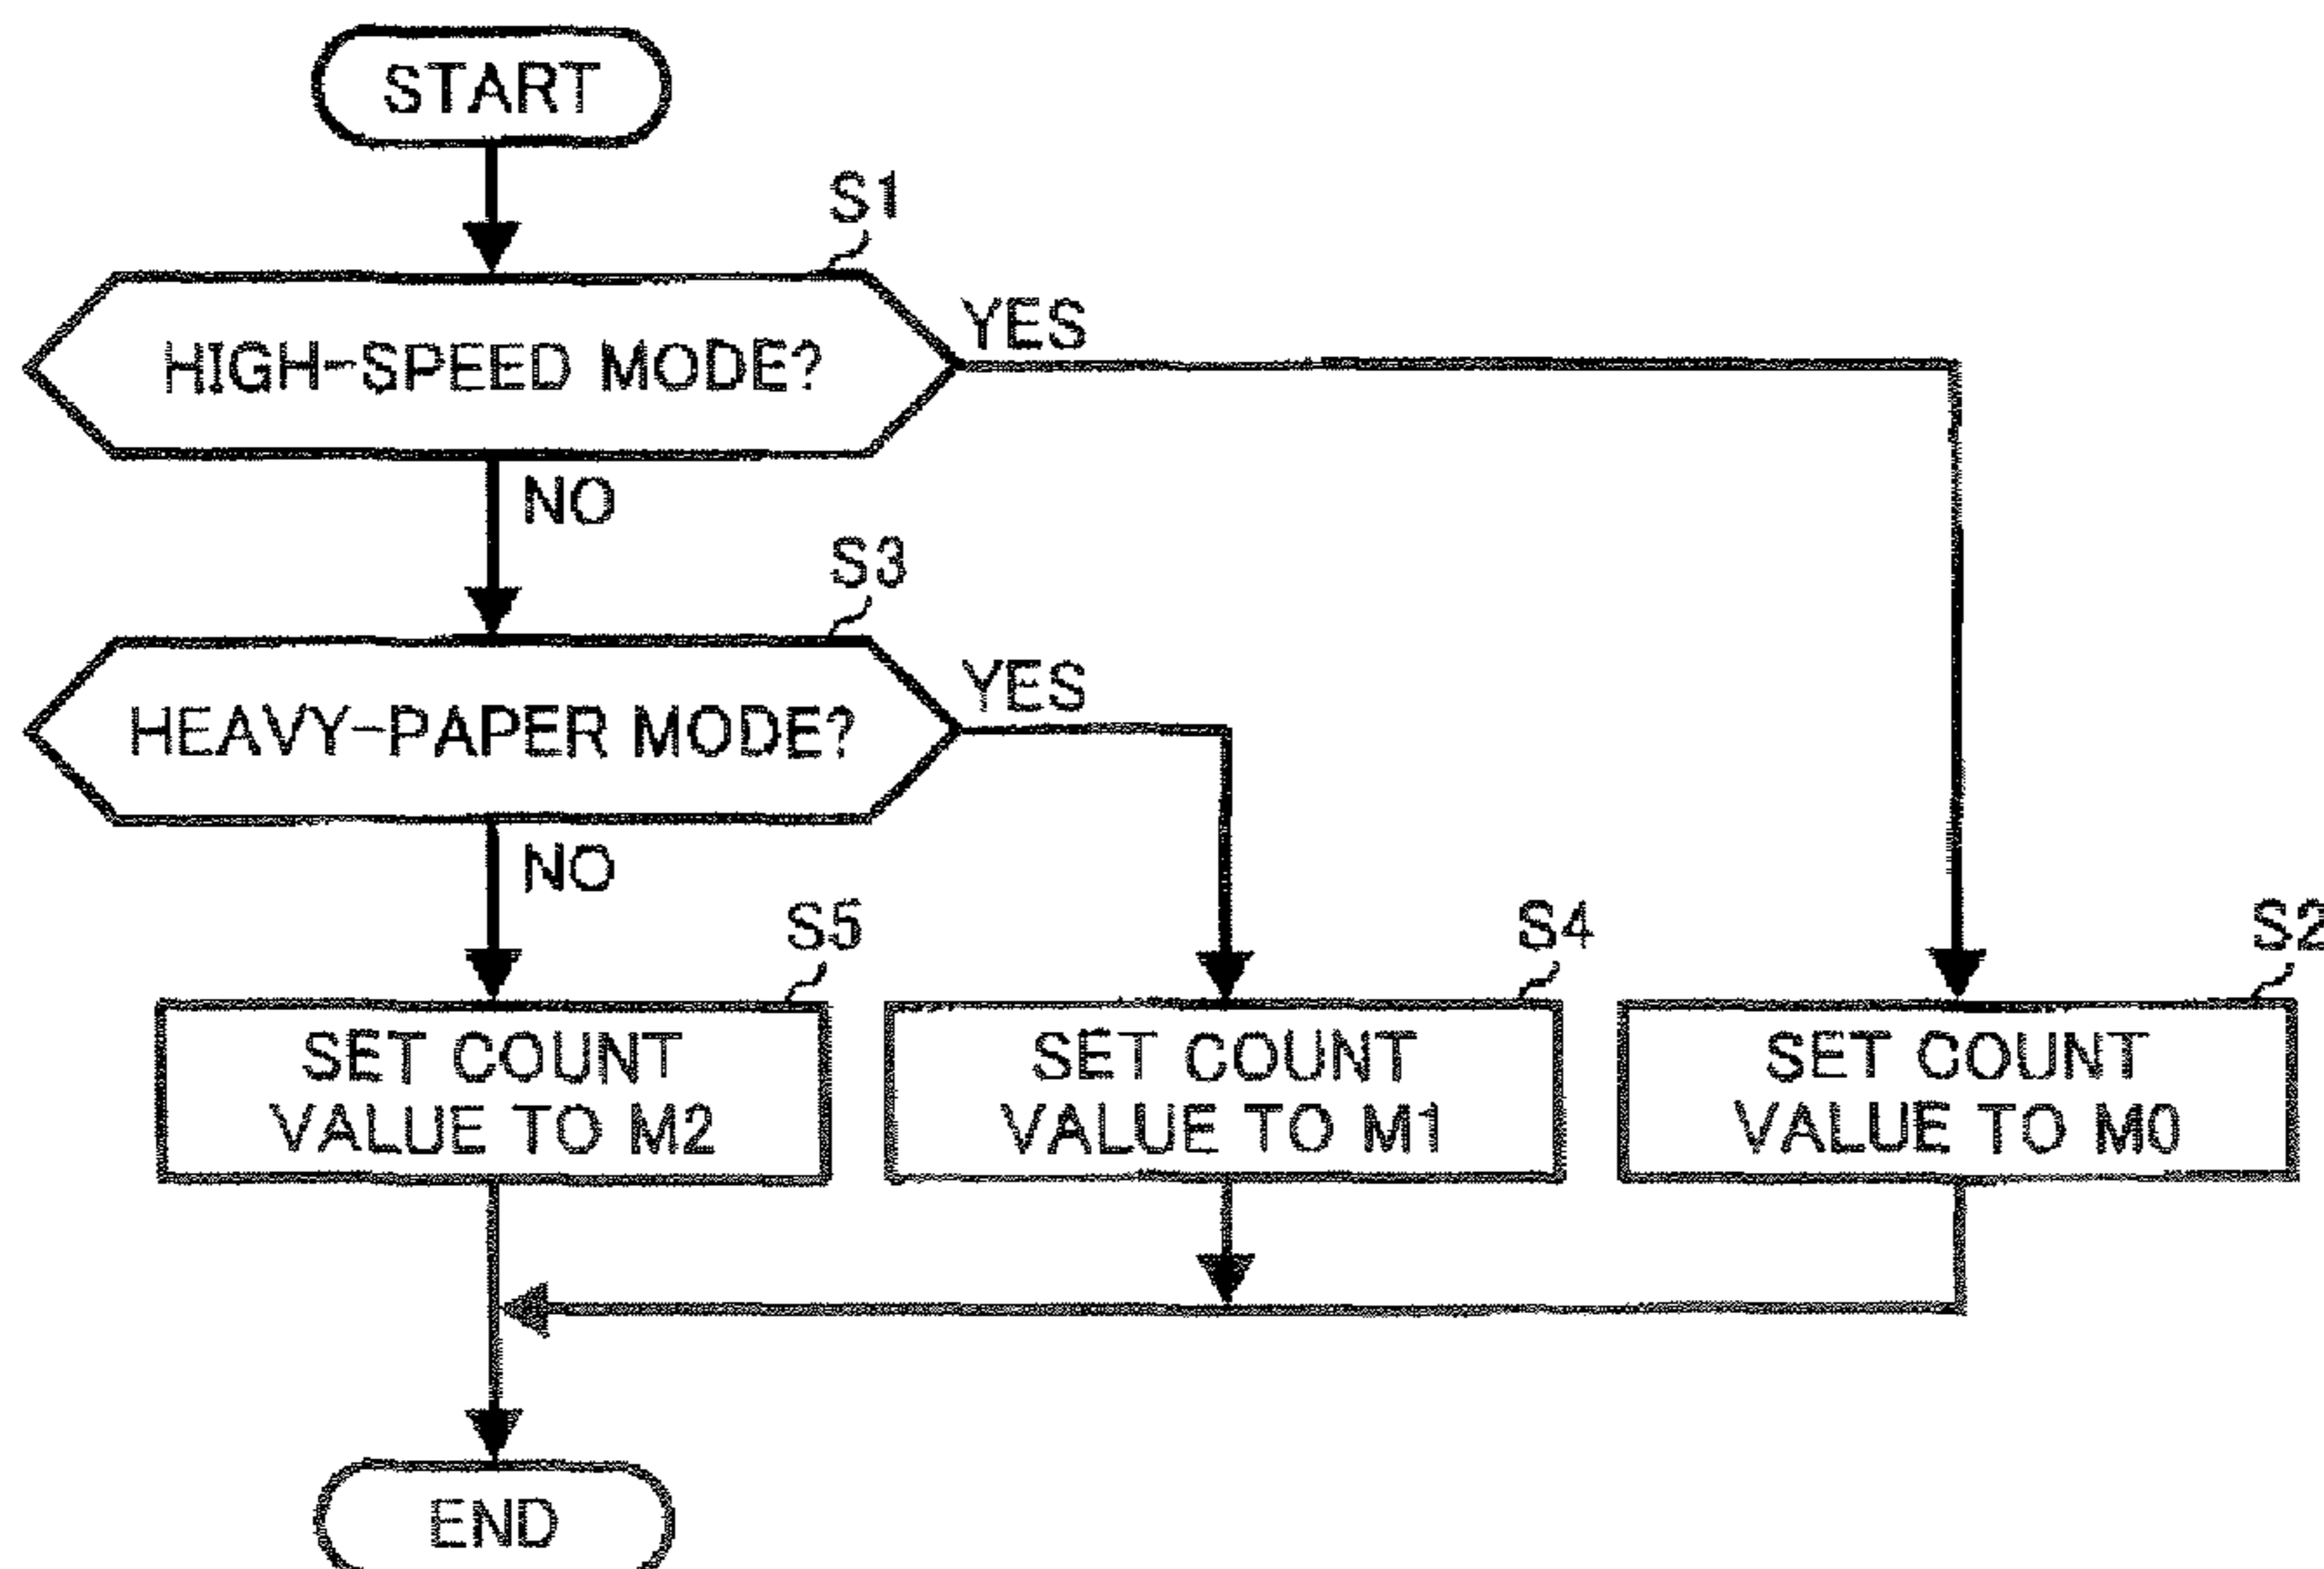 START
S1
HIGH-SPEED MODE?
YES
NO
S3
HEAVY-PAPER MODE?
YES
NO
S5
S4
S2
SET COUNT
VALUE TO M2
SET COUNT
VALUE TO M1
SET COUNT
VALUE TO M0
END